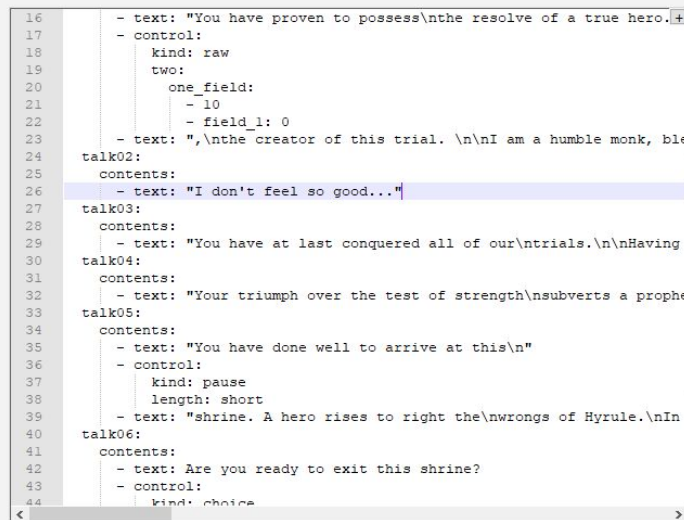 16 - text: "You have proven to possess\nthe resolve of a true hero. +
17 - control:
18 kind: raw
19 two:
20 one_field:
21 - 10
22 - field_1: 0
23 - text: ",\nthe creator of this trial. \n\nI am a humble monk, ble
24 talk02:
25 contents:
26 - text: "I don't feel so good..."
27 talk03:
28 contents:
29 - text: "You have at last conquered all of our\ntrials.\n\nHaving
30 talk04:
31 contents:
32 - text: "Your triumph over the test of strength\nsubverts a prophe
33 talk05:
34 contents:
35 - text: "You have done well to arrive at this\n"
36 - control:
37 kind: pause
38 length: short
39 - text: "shrine. A hero rises to right the\nwrongs of Hyrule.\nIn
40 talk06:
41 contents:
42 - text: Are you ready to exit this shrine?
43 - control:
44 kind: choice